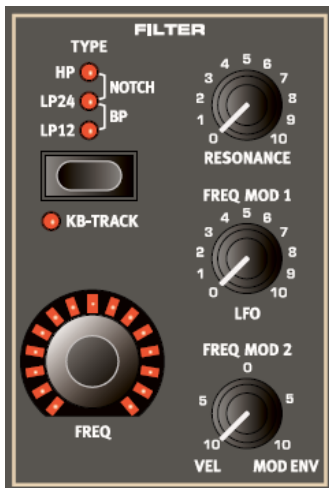 FILTER
TYPE
HP
NOTCH
LP24
BP
LP12
KB-TRACK
FREQ
0 1 2 3 4 5 6 7 8 9 10
RESONANCE
FREQ MOD 1
0 1 2 3 4 5 6 7 8 9 10
LFO
FREQ MOD 2
10 5 0 5 10
VEL MOD ENV